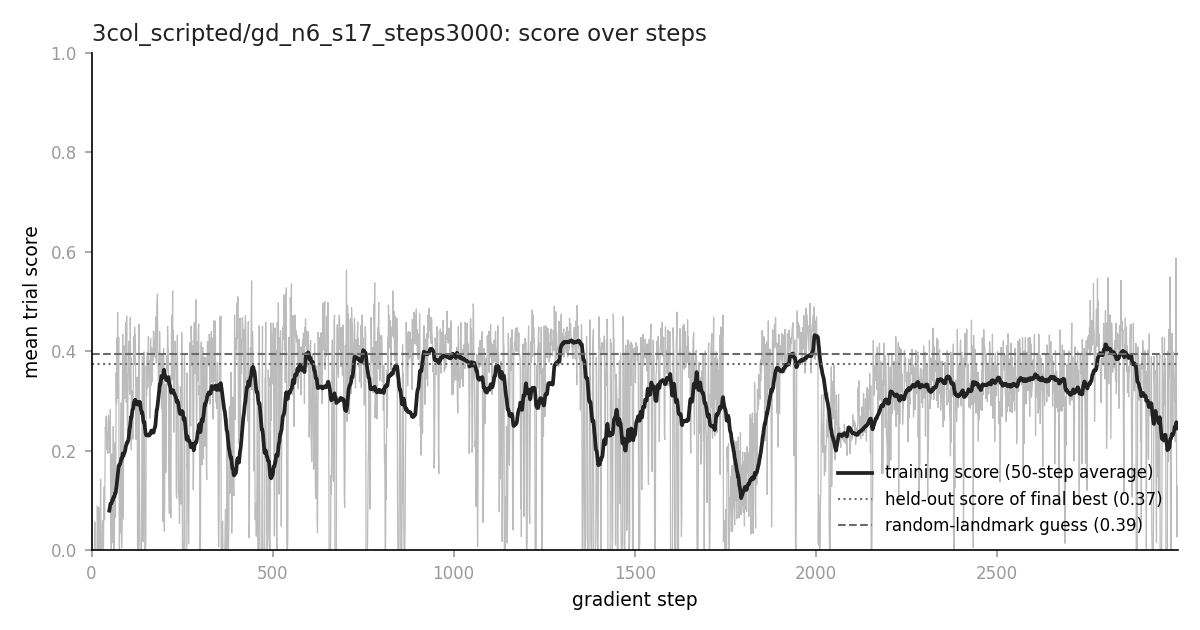 3col_scripted/gd_n6_s17_steps3000: score over steps
1.0
0.8
0.6
0.4
0.2
0.0
mean trial score
training score (50-step average)
held-out score of final best (0.37)
random-landmark guess (0.39)
0 500 1000 1500 2000 2500
gradient step